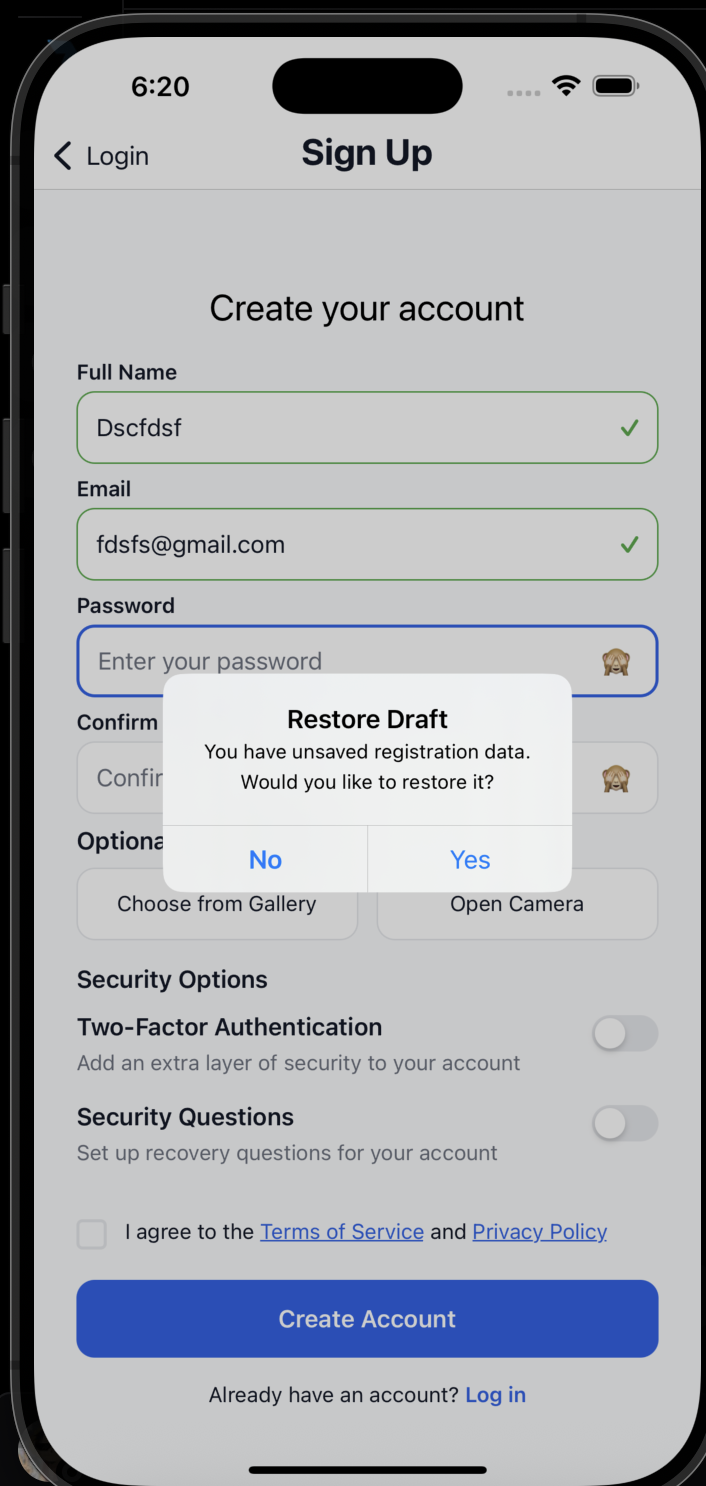 6:20
Login
Sign Up
Create your account
Full Name
Dscfdsf
Email
fdsfs@gmail.com
Password
Enter your password
Confirm
Restore Draft
You have unsaved registration data.
Would you like to restore it?
No
Yes
Choose from Gallery
Open Camera
Security Options
Two-Factor Authentication
Add an extra layer of security to your account
Security Questions
Set up recovery questions for your account
I agree to the Terms of Service and Privacy Policy
Create Account
Already have an account? Log in